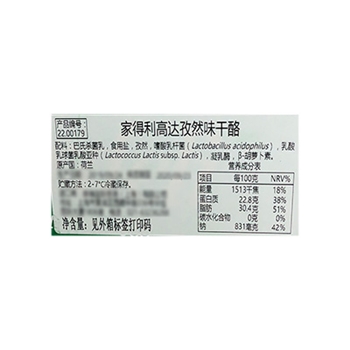 产品编号:
22.00179
家得利高达孜然味干酪
配料:巴氏杀菌乳,食用盐,孜然,嗜酸乳杆菌(Lactobacillus acidophilus),乳酸
乳球菌乳酸亚种(Lactococcus Lactis subsp. Lactis),凝乳酶,β-胡萝卜素。
原产国:荷兰
营养成分表
贮藏方法:2-7℃冷藏保存。
净含量:见外箱标签打印码
每100克 NRV%
能量 1513千焦 18%
蛋白质 22.8克 38%
脂肪 30.4克 51%
碳水化合物 0克 0%
钠 831毫克 42%